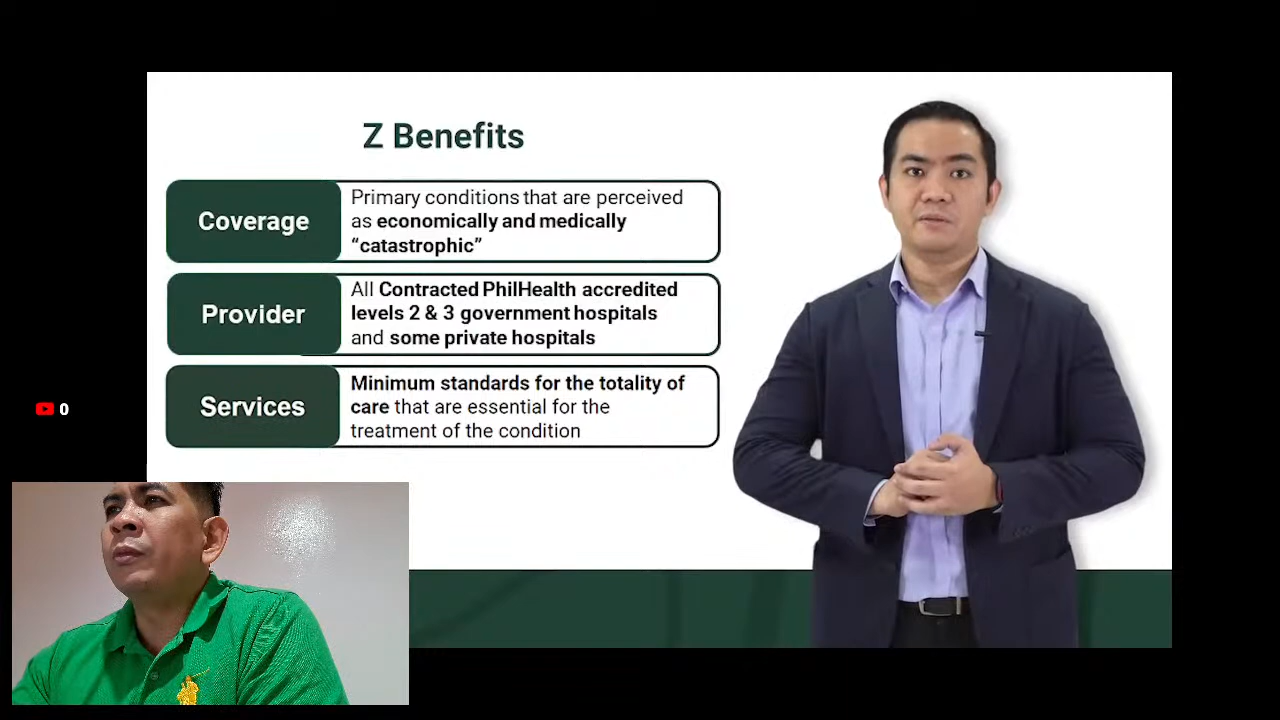 Z Benefits
Coverage
Primary conditions that are perceived
as economically and medically
“catastrophic”
Provider
All Contracted PhilHealth accredited
levels 2 & 3 government hospitals
and some private hospitals
Services
Minimum standards for the totality of
care that are essential for the
treatment of the condition
0